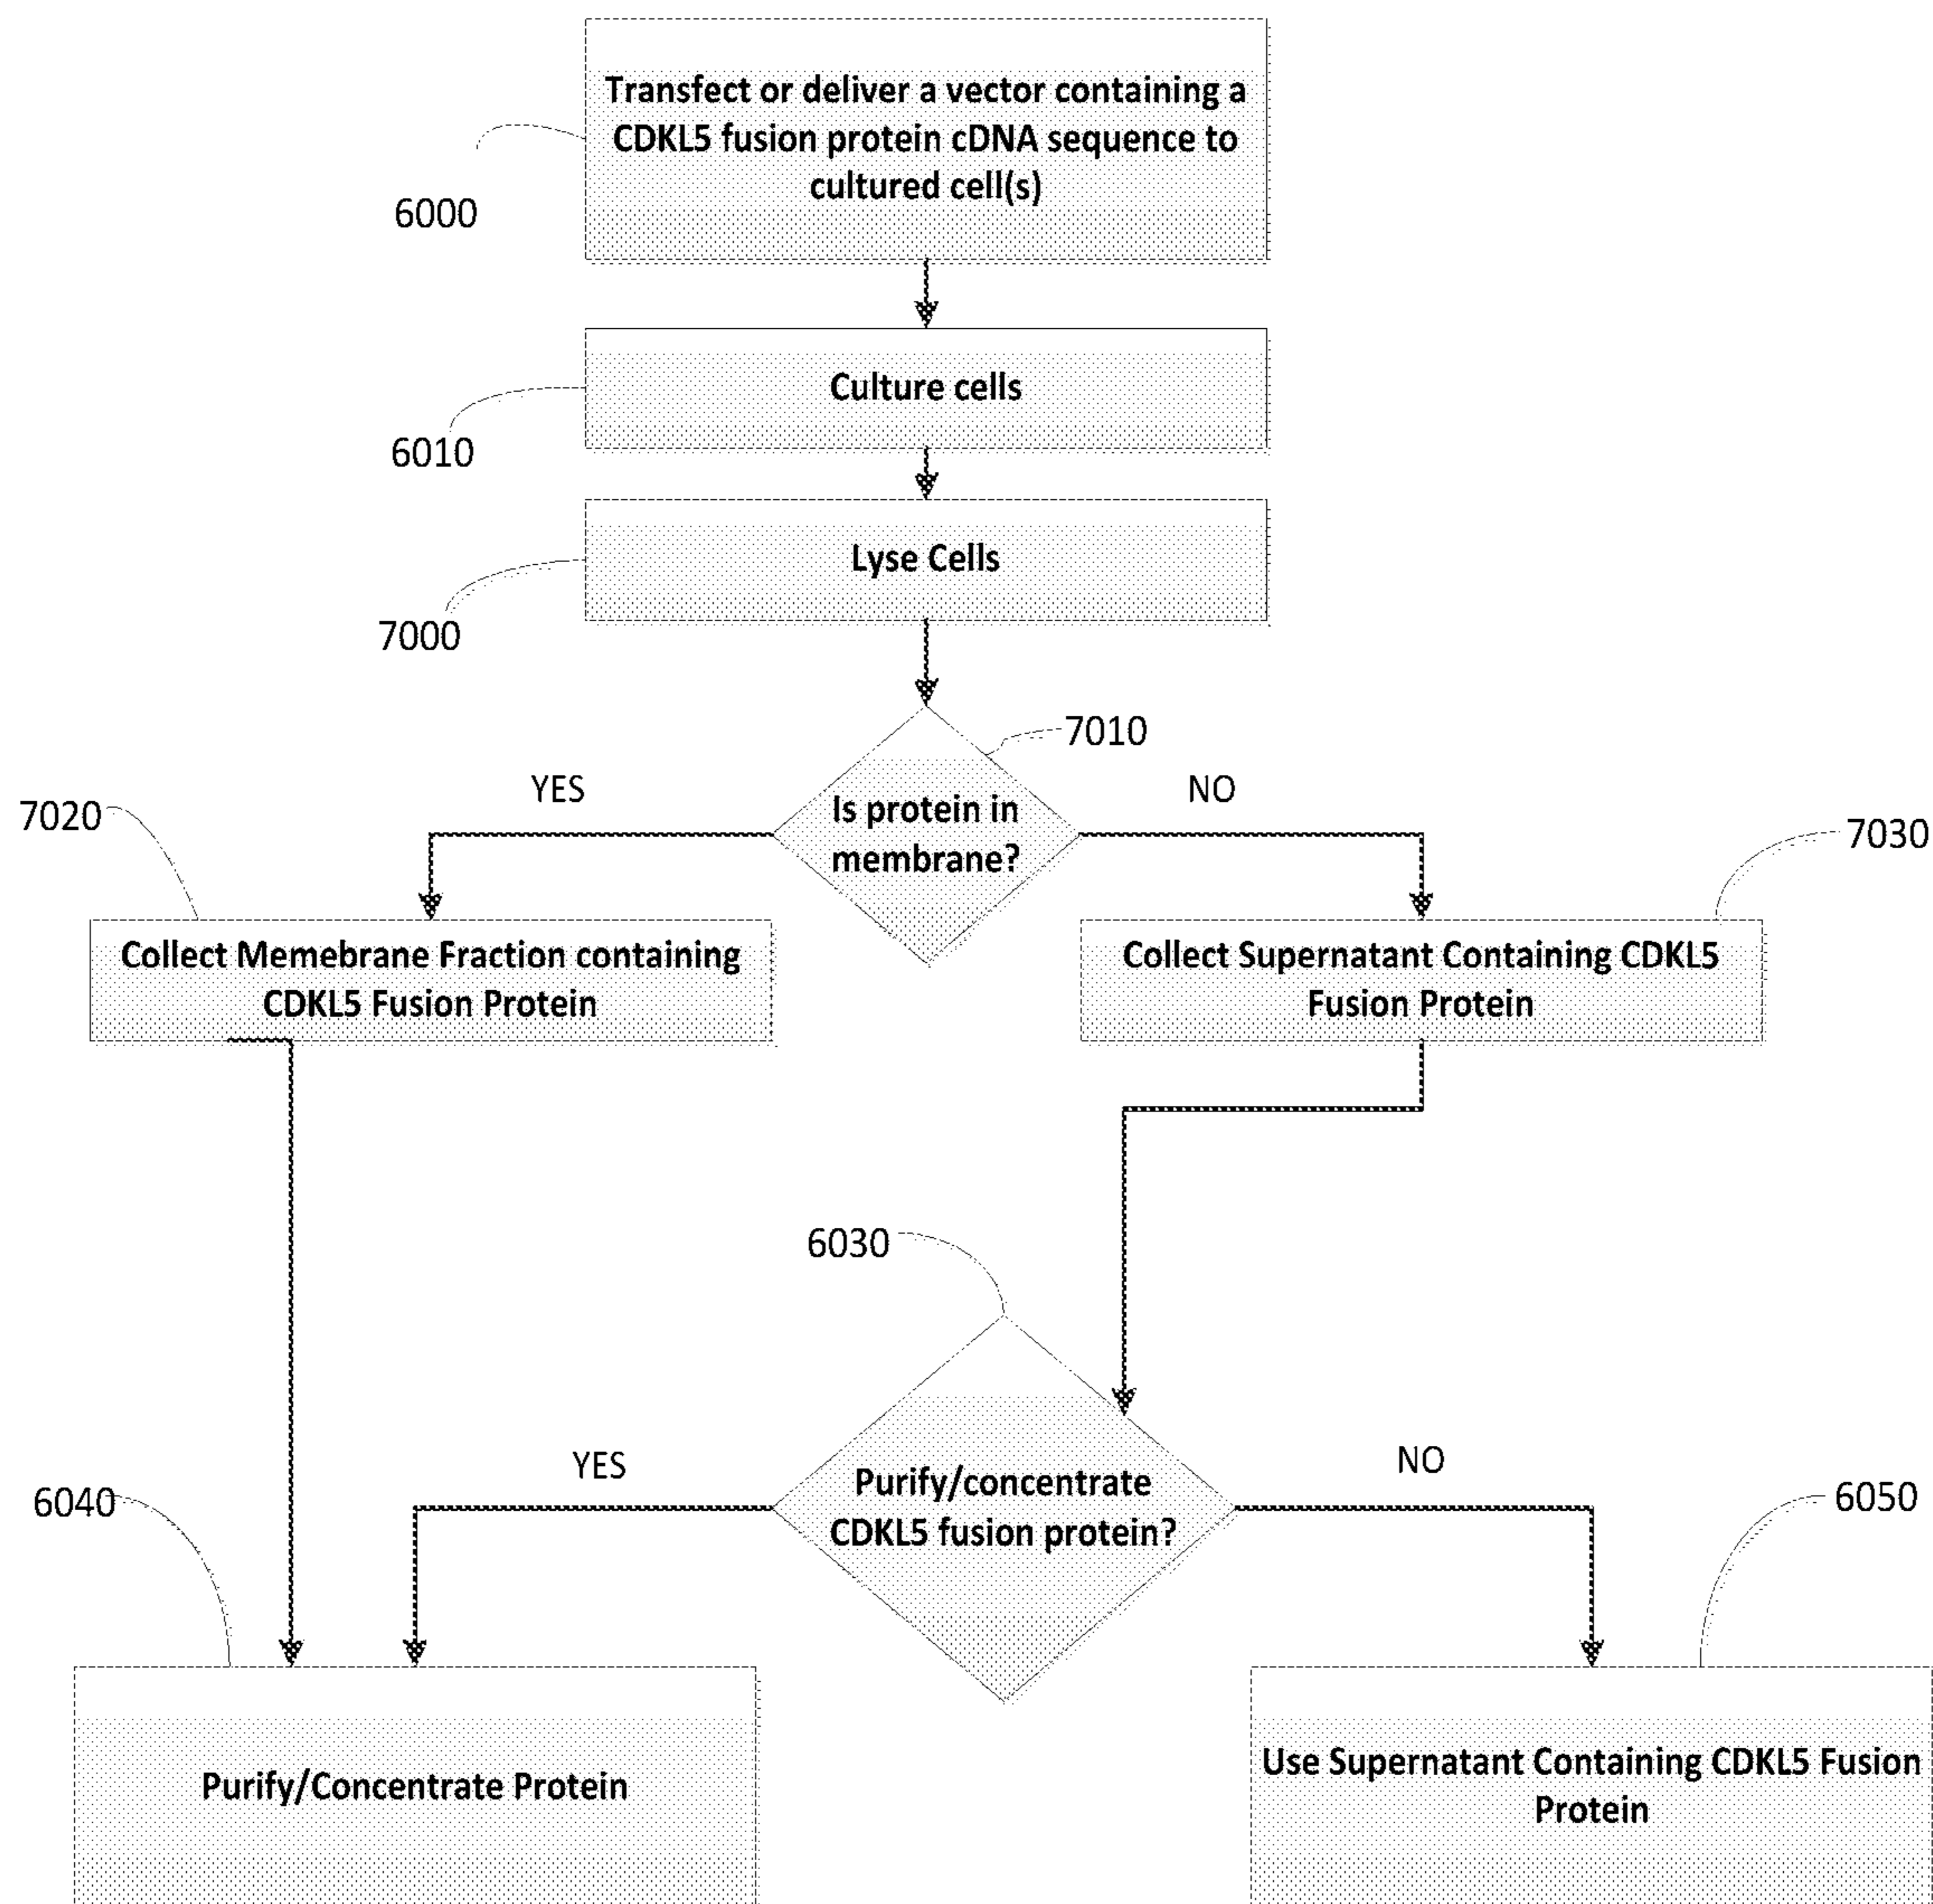 Transfect or deliver a vector containing a
CDKL5 fusion protein cDNA sequence to
cultured cell(s)
6000
Culture cells
6010
Lyse Cells
7000
7010
YES
NO
7020
Is protein in
membrane?
7030
Collect Memebrane Fraction containing
CDKL5 Fusion Protein
Collect Supernatant Containing CDKL5
Fusion Protein
6030
YES
NO
6040
Purify/concentrate
CDKL5 fusion protein?
6050
Purify/Concentrate Protein
Use Supernatant Containing CDKL5 Fusion
Protein